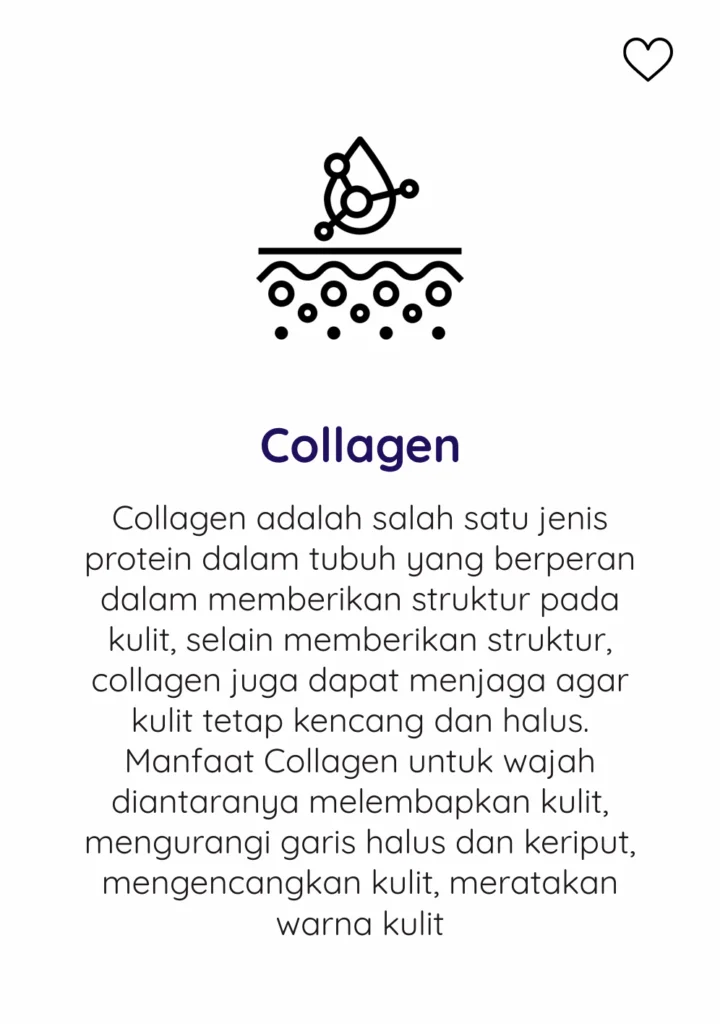 Collagen
Collagen adalah salah satu jenis
protein dalam tubuh yang berperan
dalam memberikan struktur pada
kulit, selain memberikan struktur,
collagen juga dapat menjaga agar
kulit tetap kencang dan halus.
Manfaat Collagen untuk wajah
diantaranya melembapkan kulit,
mengurangi garis halus dan keriput,
mengencangkan kulit, meratakan
warna kulit